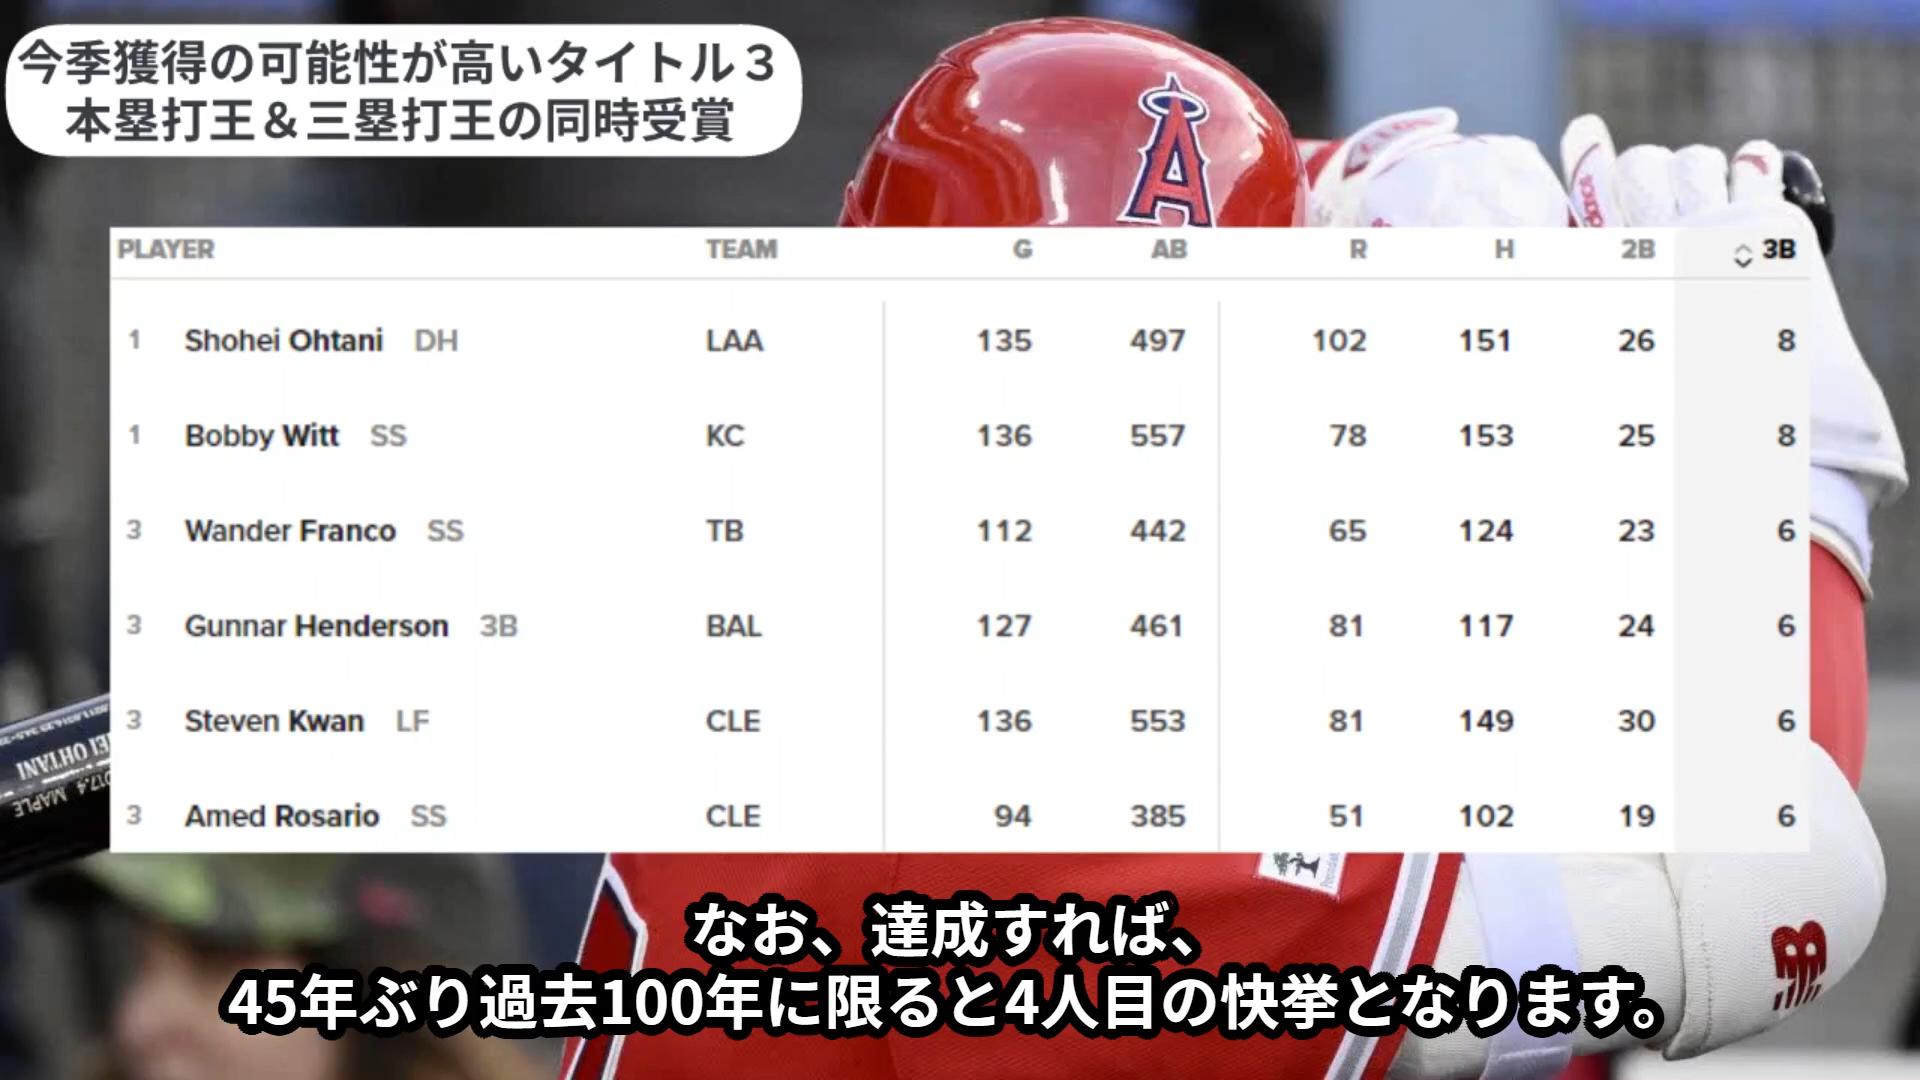 今季獲得の可能性が高いタイトル３
本塁打王＆三塁打王の同時受賞
A
PLAYER TEAM G AB R H 2B 3B
1 Shohei Ohtani DH LAA 135 497 102 151 26 8
1 Bobby Witt SS KC 136 557 78 153 25 8
3 Wander Franco SS TB 112 442 65 124 23 6
3 Gunnar Henderson 3B BAL 127 461 81 117 24 6
3 Steven Kwan LF CLE 136 553 81 149 30 6
3 Amed Rosario SS CLE 94 385 51 102 19 6
OHTANI
MAPLE
なお、達成すれば、
45年ぶり過去100年に限ると4人目の快挙となります。